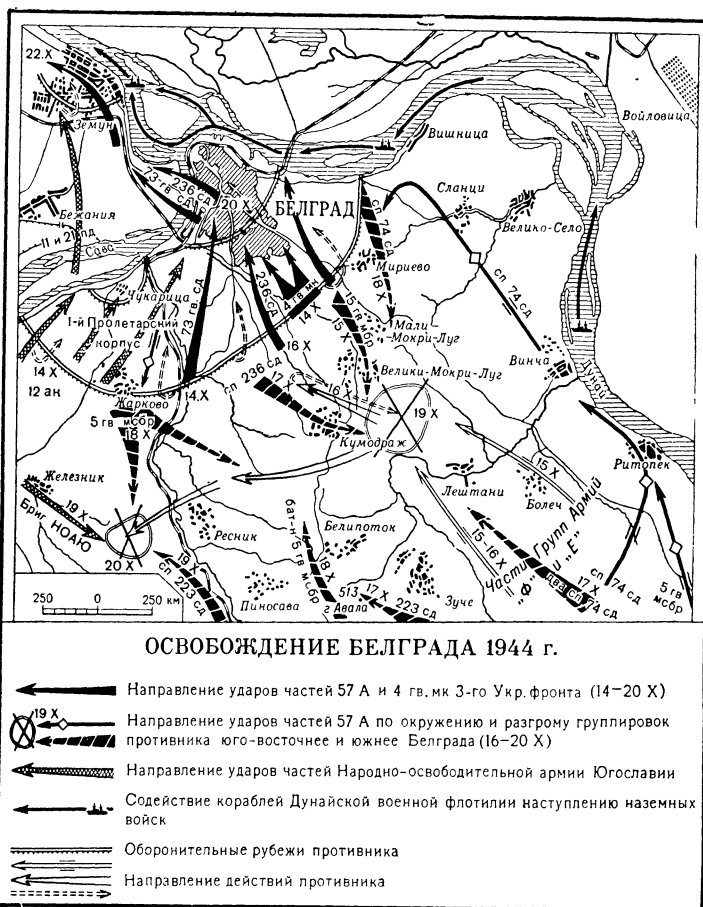 22.X
Земун
Вишница
Войловица
73 гв. сд
236 сд
20 X
БЕЛГРАД
Сланци
Велико-Село
Бежания
11 и 21 пд
Сава
сп 74 сд
18 X
Мириево
сп 74 сд
Чукарица
73 гв. сд
236 сд
4 гв мк
14 X
15 гв мбр
15 X
1-й Пролетарский
корпус
16 X
Мали-
Мокри-Луг
Винча
Дунай
14 X
12 ак
14.X
сп 236 сд
17 X
16 X
Велики-Мокри-Луг
19 X
Жарково
5 гв мсбр
18 X
Кумодраж
Ритопек
Железник
Лештани
15 X
Болеч
19 X
Бриг. НОАЮ
Ресник
Белипоток
15-16 X
Части Групп Армий
„Ф" и „Е"
20 X
19 X
сп 223 сд
бат-н 5 гв мсбр
18 X
17 X
два сп 74 сд
сп 74 сд
5 гв
мсбр
Пиносава
513
г Авала
17 X
223 сд
Зуче
250 0 250 км
ОСВОБОЖДЕНИЕ БЕЛГРАДА 1944 г.
Направление ударов частей 57 А и 4 гв. мк 3-го Укр. фронта (14-20 X)
19 X
Направление ударов частей 57 А по окружению и разгрому группировок
противника юго-восточнее и южнее Белграда (16-20 X)
Направление ударов частей Народно-освободительной армии Югославии
Содействие кораблей Дунайской военной флотилии наступлению наземных
войск
Оборонительные рубежи противника
Направление действий противника